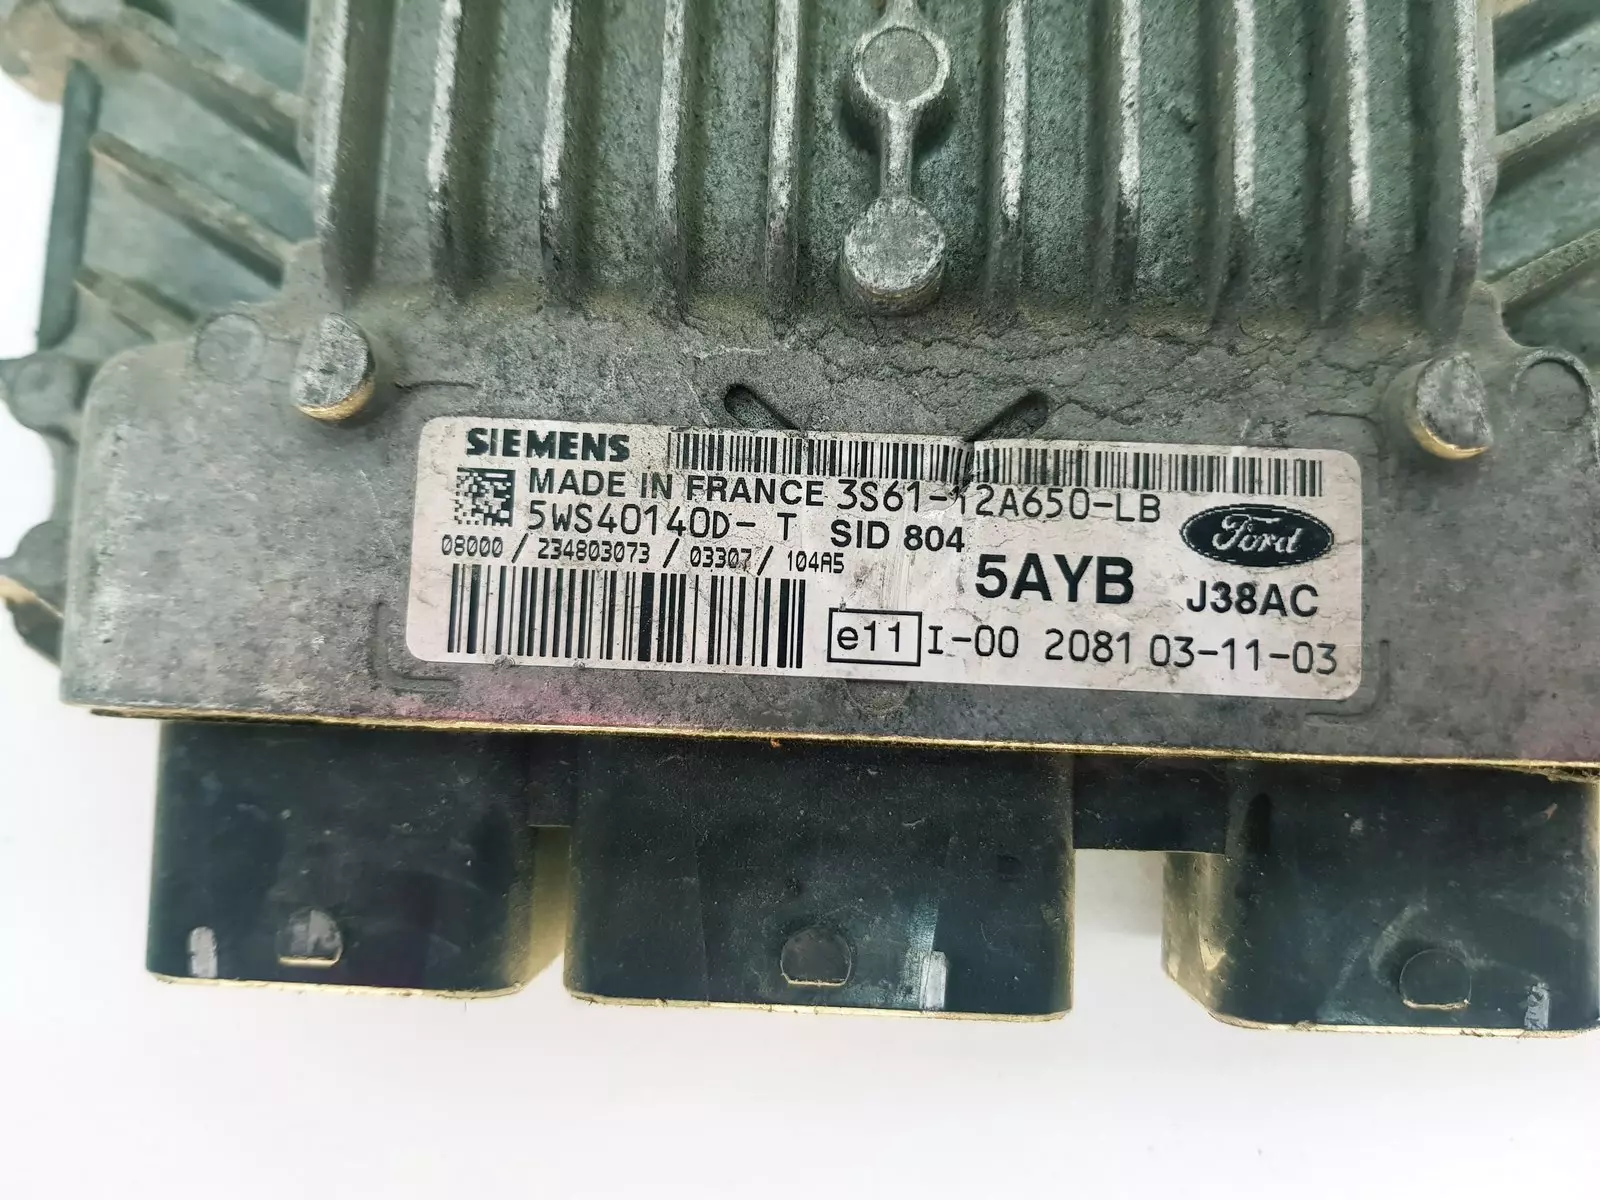 SIEMENS
MADE IN FRANCE 3S61-12A650-LB
5WS40140D- T SID 804
Ford
08000 / 234803073 / 03307 / 104A5
5AYB J38AC
e11 I-00 2081 03-11-03